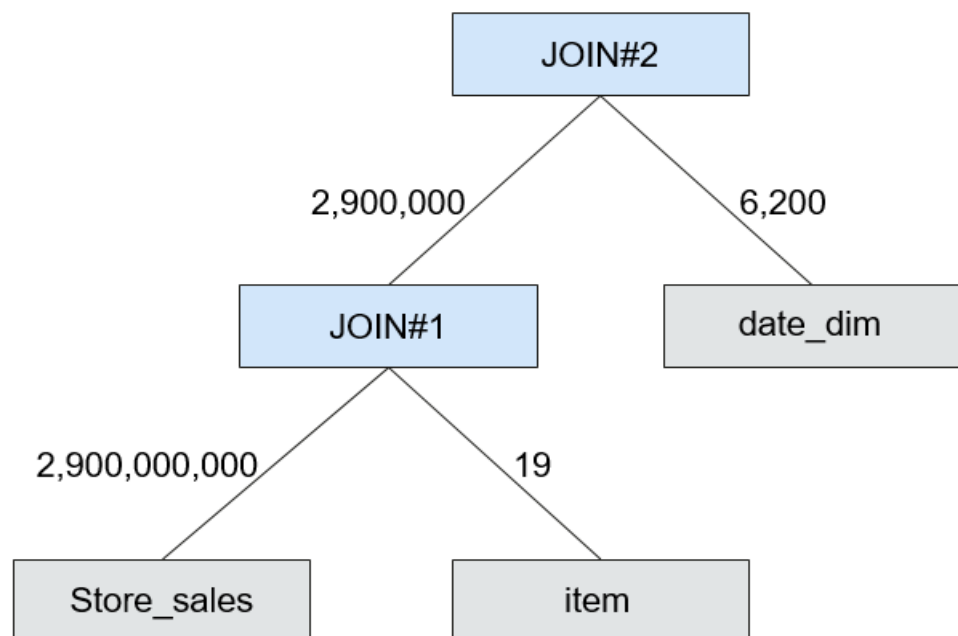 JOIN#2
2,900,000
6,200
JOIN#1
date_dim
2,900,000,000
19
Store_sales
item